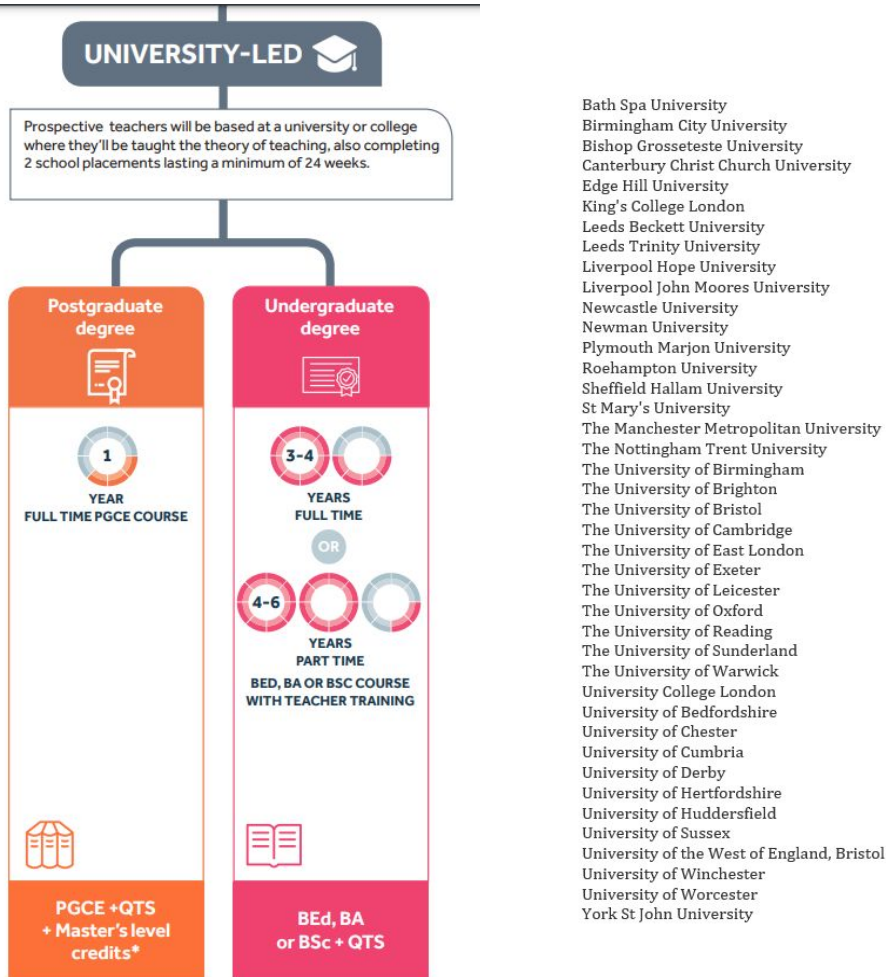 UNIVERSITY-LED
Prospective teachers will be based at a university or college
where they'll be taught the theory of teaching, also completing
2 school placements lasting a minimum of 24 weeks.
Postgraduate
degree
1
YEAR
FULL TIME PGCE COURSE
PGCE +QTS
+ Master's level
credits*
Undergraduate
degree
3-4
YEARS
FULL TIME
OR
4-6
YEARS
PART TIME
BED, BA OR BSC COURSE
WITH TEACHER TRAINING
BEd, BA
or BSc + QTS
Bath Spa University
Birmingham City University
Bishop Grosseteste University
Canterbury Christ Church University
Edge Hill University
King's College London
Leeds Beckett University
Leeds Trinity University
Liverpool Hope University
Liverpool John Moores University
Newcastle University
Newman University
Plymouth Marjon University
Roehampton University
Sheffield Hallam University
St Mary's University
The Manchester Metropolitan University
The Nottingham Trent University
The University of Birmingham
The University of Brighton
The University of Bristol
The University of Cambridge
The University of East London
The University of Exeter
The University of Leicester
The University of Oxford
The University of Reading
The University of Sunderland
The University of Warwick
University College London
University of Bedfordshire
University of Chester
University of Cumbria
University of Derby
University of Hertfordshire
University of Huddersfield
University of Sussex
University of the West of England, Bristol
University of Winchester
University of Worcester
York St John University